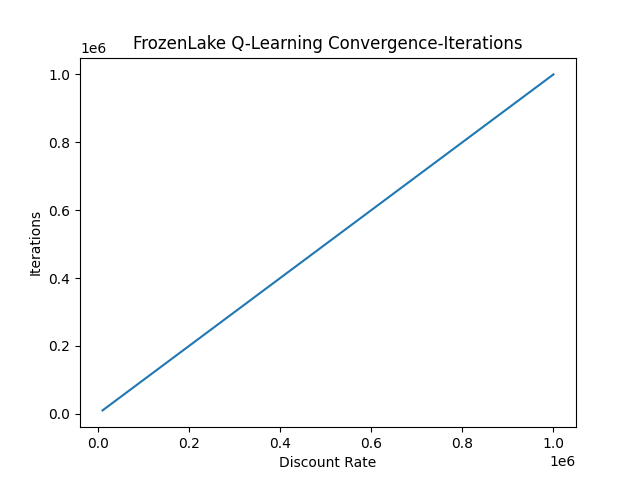 FrozenLake Q-Learning Convergence-Iterations
1e6
1.0
0.8
0.6
0.4
0.2
0.0
Iterations
0.0 0.2 0.4 0.6 0.8 1.0
Discount Rate
1e6